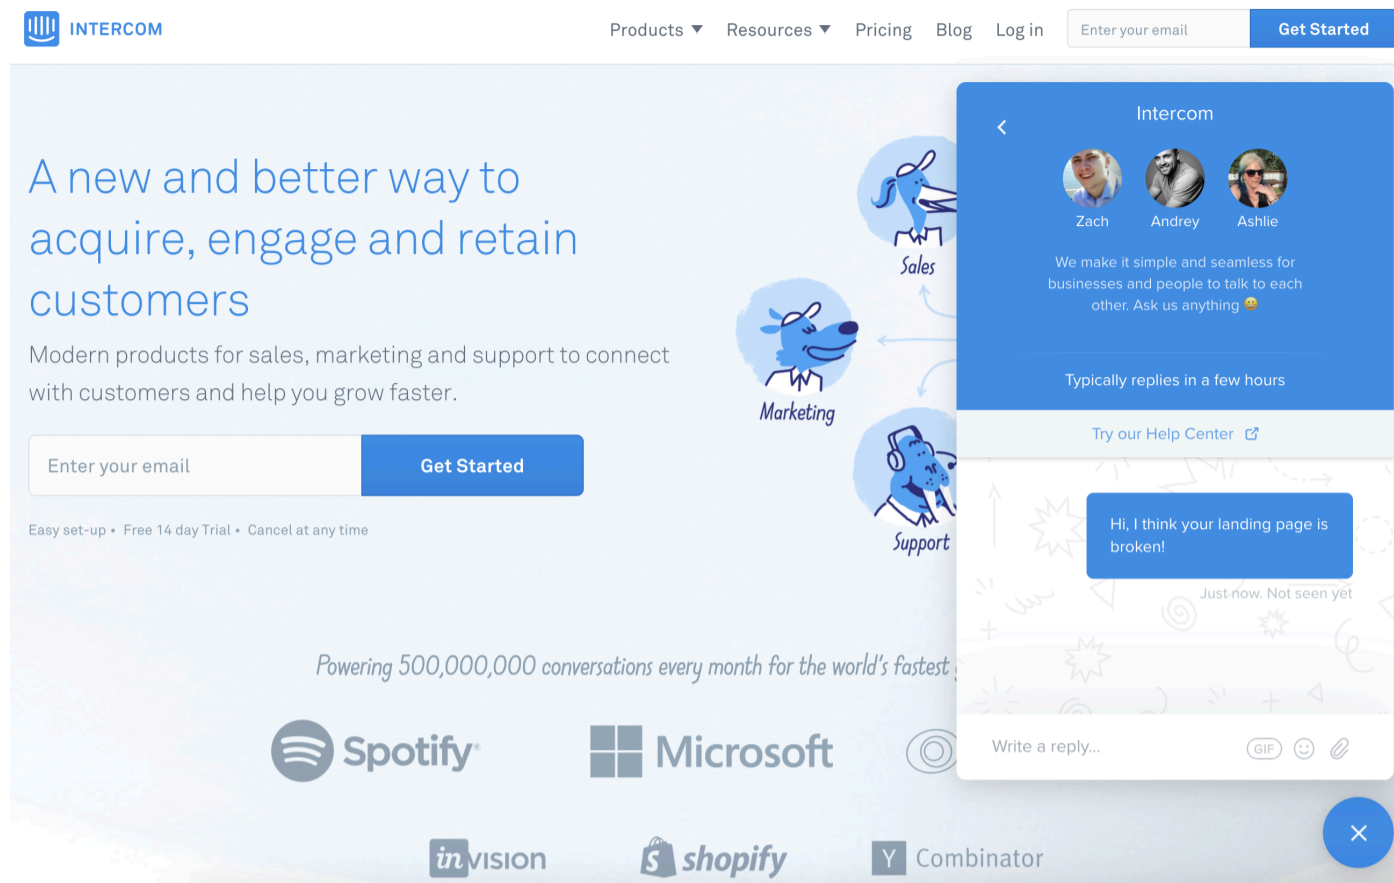 INTERCOM
Products
Resources
Pricing
Blog
Log in
Enter your email
Get Started
A new and better way to
acquire, engage and retain
customers
Modern products for sales, marketing and support to connect
with customers and help you grow faster.
Enter your email
Get Started
Easy set-up • Free 14 day Trial • Cancel at any time
Sales
Marketing
Support
Powering 500,000,000 conversations every month for the world's fastest
Spotify
Microsoft
invision
shopify
Y Combinator
Intercom
Zach
Andrey
Ashlie
We make it simple and seamless for
businesses and people to talk to each
other. Ask us anything 😀
Typically replies in a few hours
Try our Help Center
Hi, I think your landing page is
broken!
Just now. Not seen yet
Write a reply...
GIF